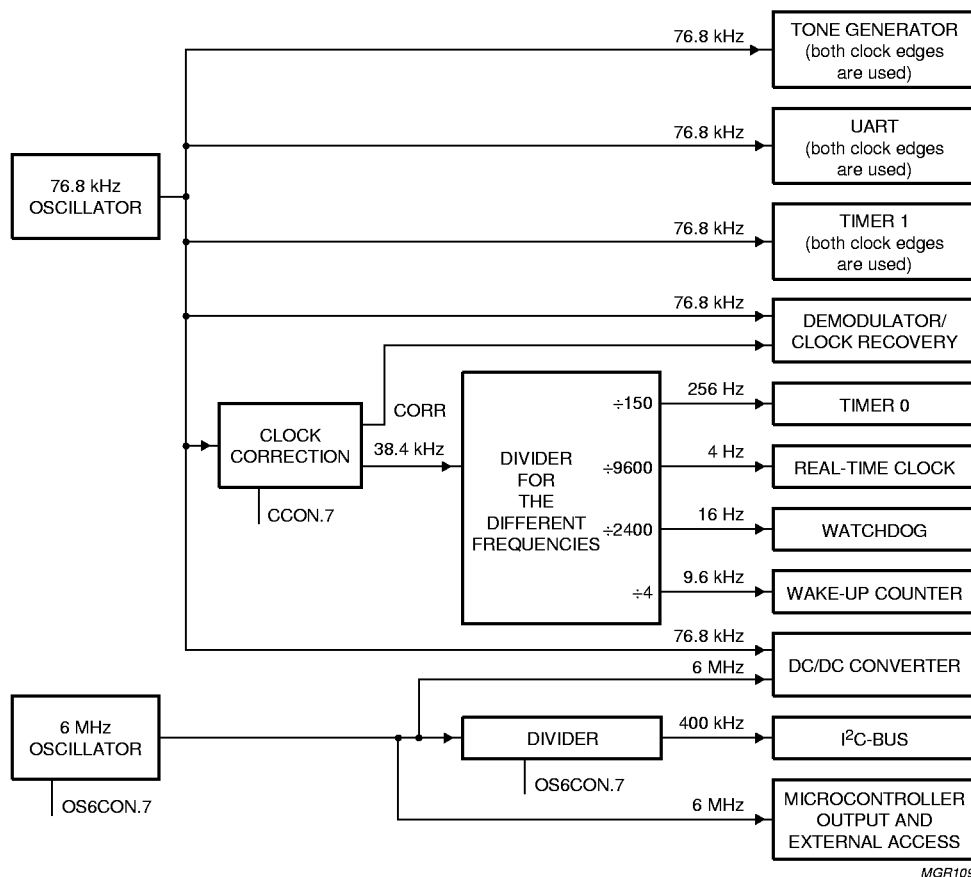 76.8 kHz
TONE GENERATOR
(both clock edges
are used)
76.8 kHz
UART
(both clock edges
are used)
76.8 kHz
OSCILLATOR
76.8 kHz
TIMER 1
(both clock edges
are used)
76.8 kHz
DEMODULATOR/
CLOCK RECOVERY
CLOCK
CORRECTION
CORR
38.4 kHz
CCON.7
DIVIDER
FOR
THE
DIFFERENT
FREQUENCIES
÷150
256 Hz
TIMER 0
÷9600
4 Hz
REAL-TIME CLOCK
÷2400
16 Hz
WATCHDOG
÷4
9.6 kHz
WAKE-UP COUNTER
76.8 kHz
6 MHz
DC/DC CONVERTER
6 MHz
OSCILLATOR
OS6CON.7
DIVIDER
OS6CON.7
400 kHz
I²C-BUS
6 MHz
MICROCONTROLLER
OUTPUT AND
EXTERNAL ACCESS
MGR109